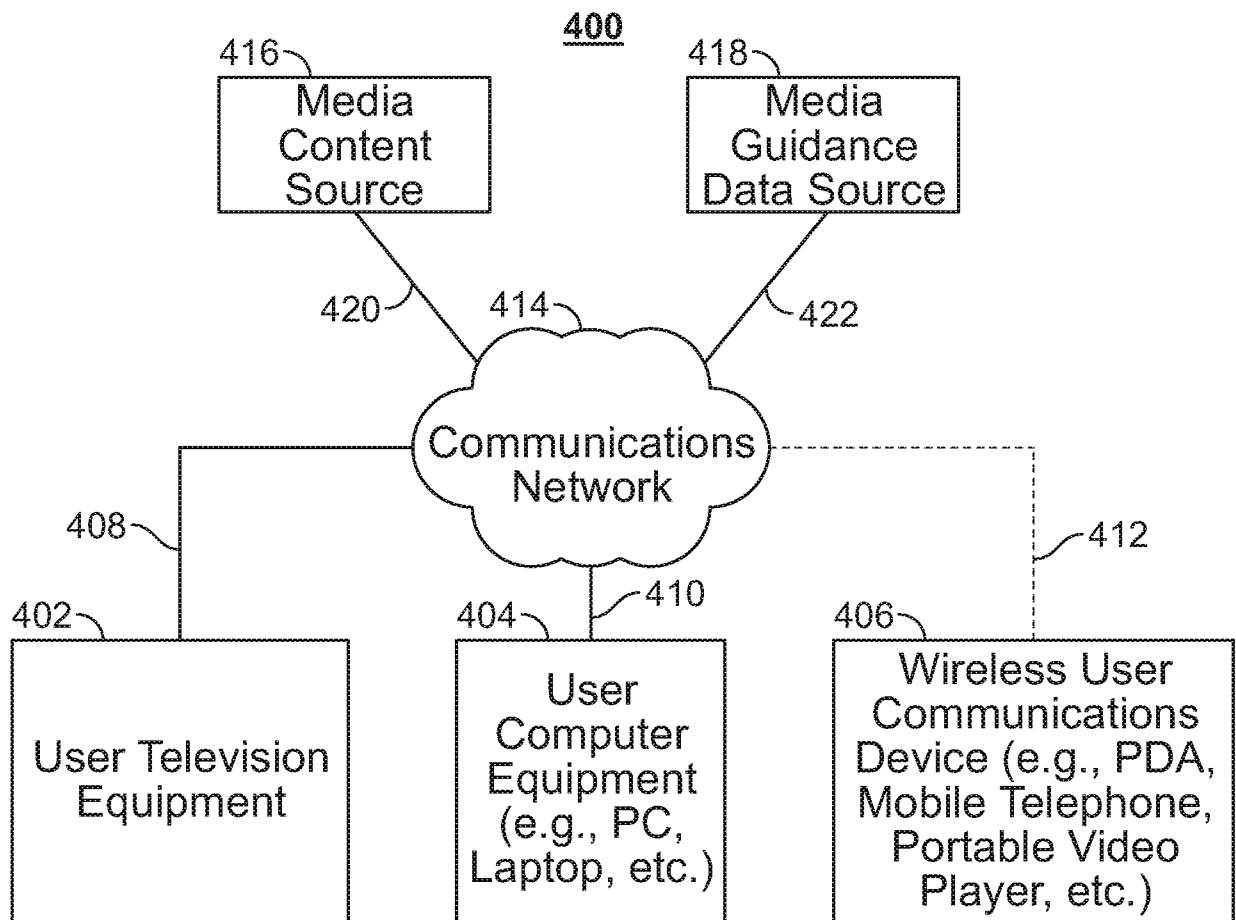 400
416
Media
Content
Source
418
Media
Guidance
Data Source
420
414
422
Communications
Network
408
412
410
402
User Television
Equipment
404
User
Computer
Equipment
(e.g., PC,
Laptop, etc.)
406
Wireless User
Communications
Device (e.g., PDA,
Mobile Telephone,
Portable Video
Player, etc.)